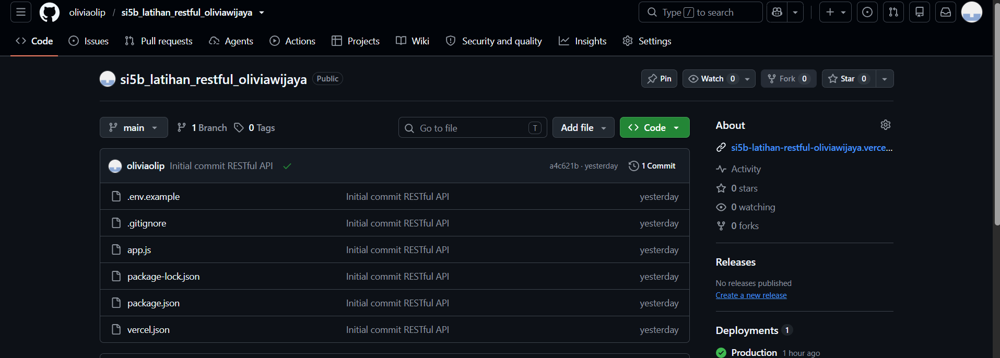 oliviaolip / si5b_latihan_restful_oliviawijaya
Type / to search
Code
Issues
Pull requests
Agents
Actions
Projects
Wiki
Security and quality
Insights
Settings
si5b_latihan_restful_oliviawijaya Public
Pin
Watch 0
Fork 0
Star 0
main
1 Branch
0 Tags
Go to file T
Add file
Code
oliviaolip Initial commit RESTful API
a4c621b · yesterday
1 Commit
.env.example Initial commit RESTful API yesterday
.gitignore Initial commit RESTful API yesterday
app.js Initial commit RESTful API yesterday
package-lock.json Initial commit RESTful API yesterday
package.json Initial commit RESTful API yesterday
vercel.json Initial commit RESTful API yesterday
About
si5b-latihan-restful-oliviawijaya.verce...
Activity
0 stars
0 watching
0 forks
Releases
No releases published
Create a new release
Deployments 1
Production 1 hour ago